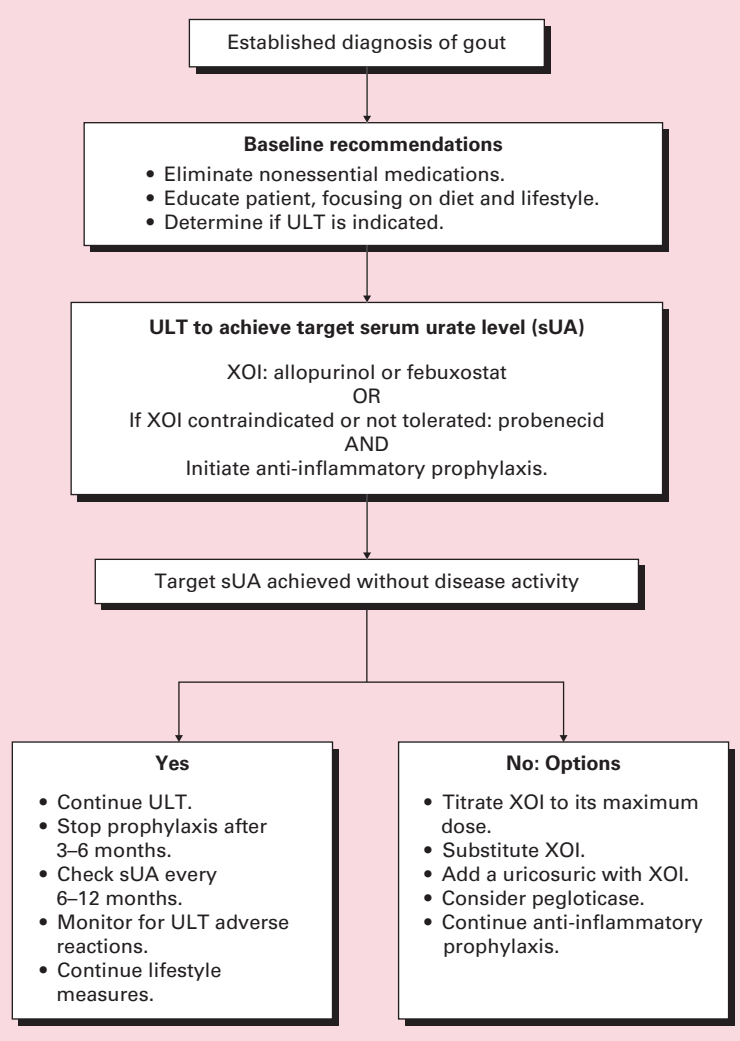 Established diagnosis of gout
Baseline recommendations
• Eliminate nonessential medications.
• Educate patient, focusing on diet and lifestyle.
• Determine if ULT is indicated.
ULT to achieve target serum urate level (sUA)
XOI: allopurinol or febuxostat
OR
If XOI contraindicated or not tolerated: probenecid
AND
Initiate anti-inflammatory prophylaxis.
Target sUA achieved without disease activity
Yes
• Continue ULT.
• Stop prophylaxis after
3–6 months.
• Check sUA every
6–12 months.
• Monitor for ULT adverse
reactions.
• Continue lifestyle
measures.
No: Options
• Titrate XOI to its maximum
dose.
• Substitute XOI.
• Add a uricosuric with XOI.
• Consider pegloticase.
• Continue anti-inflammatory
prophylaxis.